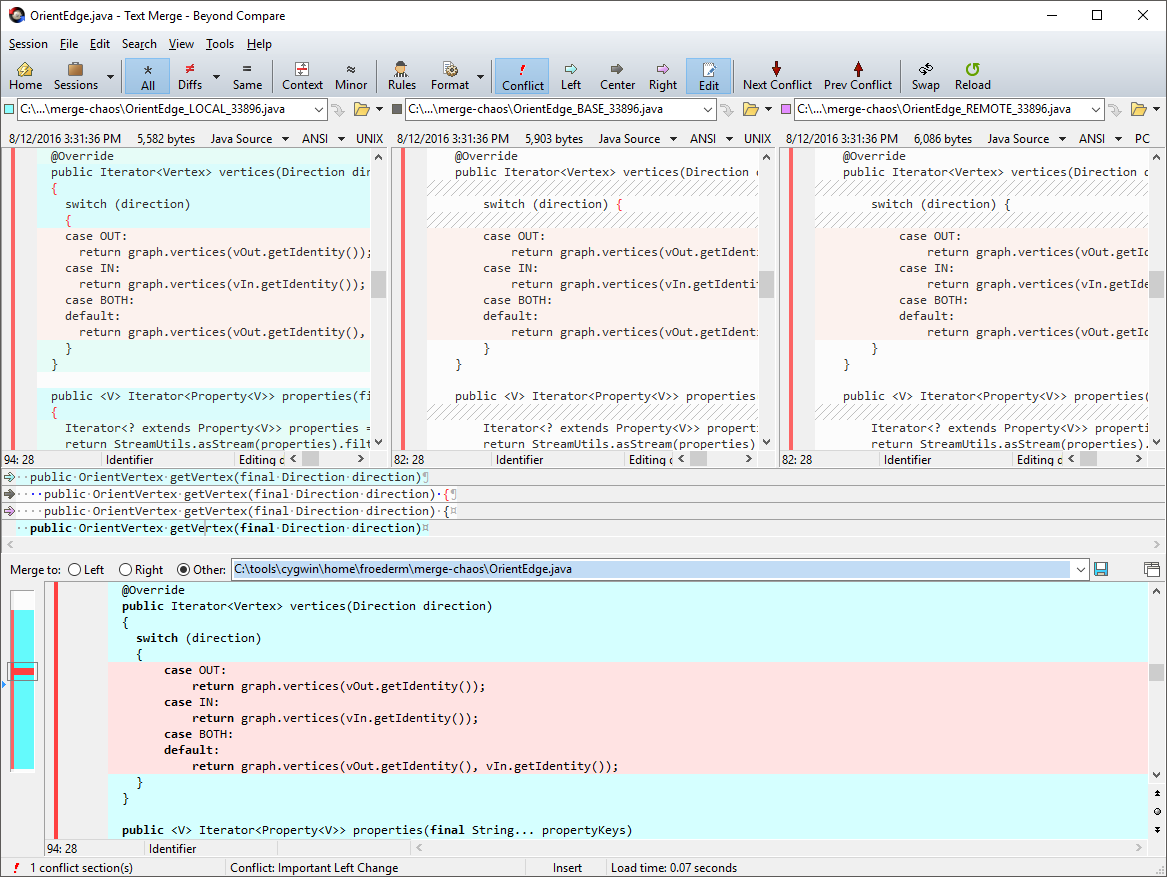 OrientEdge.java - Text Merge - Beyond Compare
Session File Edit Search View Tools Help
Home Sessions All Diffs Same Context Minor Rules Format Conflict Left Center Right Edit Next Conflict Prev Conflict Swap Reload
C:\...\merge-chaos\OrientEdge_LOCAL_33896.java
C:\...\merge-chaos\OrientEdge_BASE_33896.java
C:\...\merge-chaos\OrientEdge_REMOTE_33896.java
8/12/2016 3:31:36 PM 5,582 bytes Java Source ANSI UNIX
8/12/2016 3:31:36 PM 5,903 bytes Java Source ANSI UNIX
8/12/2016 3:31:36 PM 6,086 bytes Java Source ANSI PC
@Override
public Iterator<Vertex> vertices(Direction dir
{
switch (direction)
{
case OUT:
return graph.vertices(vOut.getIdentity());
case IN:
return graph.vertices(vIn.getIdentity());
case BOTH:
default:
return graph.vertices(vOut.getIdentity(),
}
}
public <V> Iterator<Property<V>> properties(fi
{
Iterator<? extends Property<V>> properties =
return StreamUtils.asStream(properties).filt
94: 28 Identifier Editing
@Override
public Iterator<Vertex> vertices(Direction
switch (direction) {
case OUT:
return graph.vertices(vOut.getIdenti
case IN:
return graph.vertices(vIn.getIdenti
case BOTH:
default:
return graph.vertices(vOut.getIdenti
}
}
public <V> Iterator<Property<V>> properties
Iterator<? extends Property<V>> properti
return StreamUtils.asStream(properties)
82: 28 Identifier Editing
@Override
public Iterator<Vertex> vertices(Direction
switch (direction) {
case OUT:
return graph.vertices(vOut.getId
case IN:
return graph.vertices(vIn.getIde
case BOTH:
default:
return graph.vertices(vOut.getId
}
}
public <V> Iterator<Property<V>> properties
Iterator<? extends Property<V>> properti
return StreamUtils.asStream(properties).
82: 28 Identifier Editing
··public·OrientVertex·getVertex(final·Direction·direction)¶
····public·OrientVertex·getVertex(final·Direction·direction)·{¶
····public·OrientVertex·getVertex(final·Direction·direction)·{¤
··public·OrientVertex·getVertex(final·Direction·direction)¤
Merge to: Left Right Other: C:\tools\cygwin\home\froederm\merge-chaos\OrientEdge.java
@Override
public Iterator<Vertex> vertices(Direction direction)
{
switch (direction)
{
case OUT:
return graph.vertices(vOut.getIdentity());
case IN:
return graph.vertices(vIn.getIdentity());
case BOTH:
default:
return graph.vertices(vOut.getIdentity(), vIn.getIdentity());
}
}
public <V> Iterator<Property<V>> properties(final String... propertyKeys)
94: 28 Identifier
! 1 conflict section(s) Conflict: Important Left Change Insert Load time: 0.07 seconds